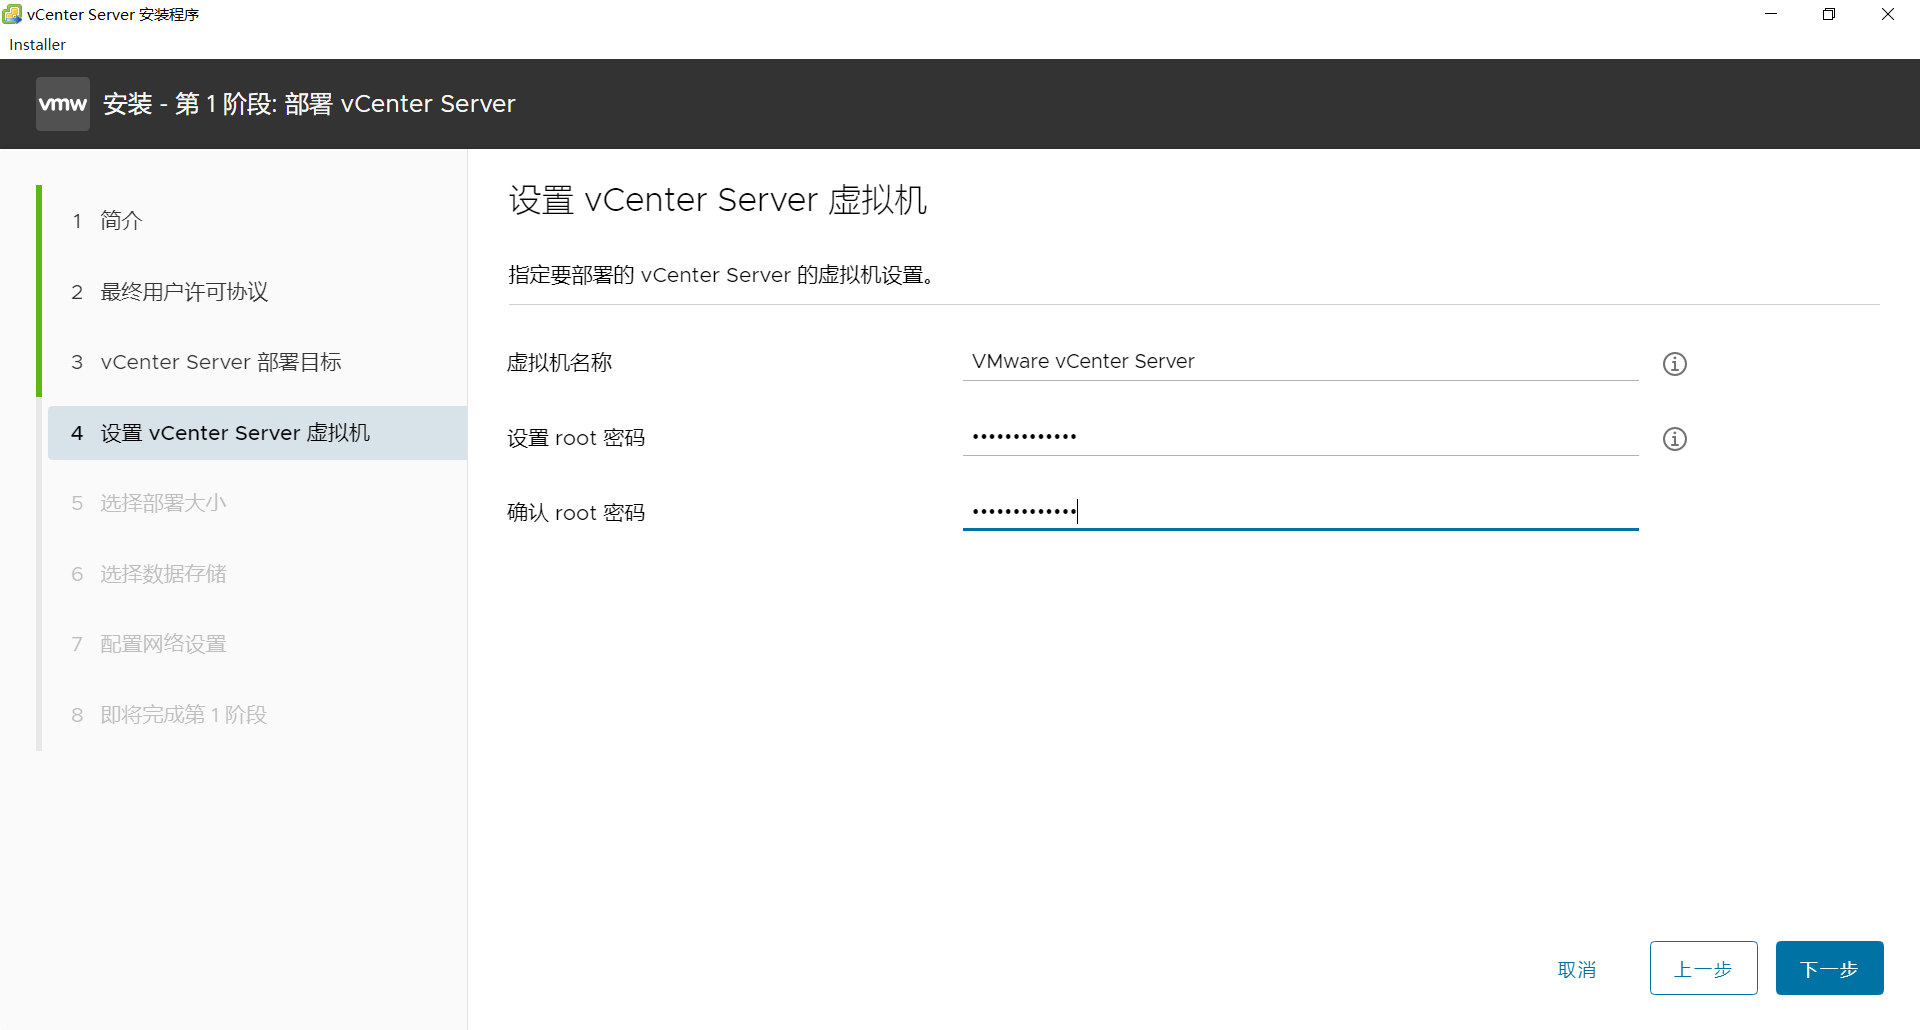 vCenter Server 安装程序
Installer
vmw 安装 - 第 1 阶段: 部署 vCenter Server
1 简介
2 最终用户许可协议
3 vCenter Server 部署目标
4 设置 vCenter Server 虚拟机
5 选择部署大小
6 选择数据存储
7 配置网络设置
8 即将完成第 1 阶段
设置 vCenter Server 虚拟机
指定要部署的 vCenter Server 的虚拟机设置。
虚拟机名称 VMware vCenter Server
设置 root 密码 •••••••••••••
确认 root 密码 •••••••••••••
取消 上一步 下一步